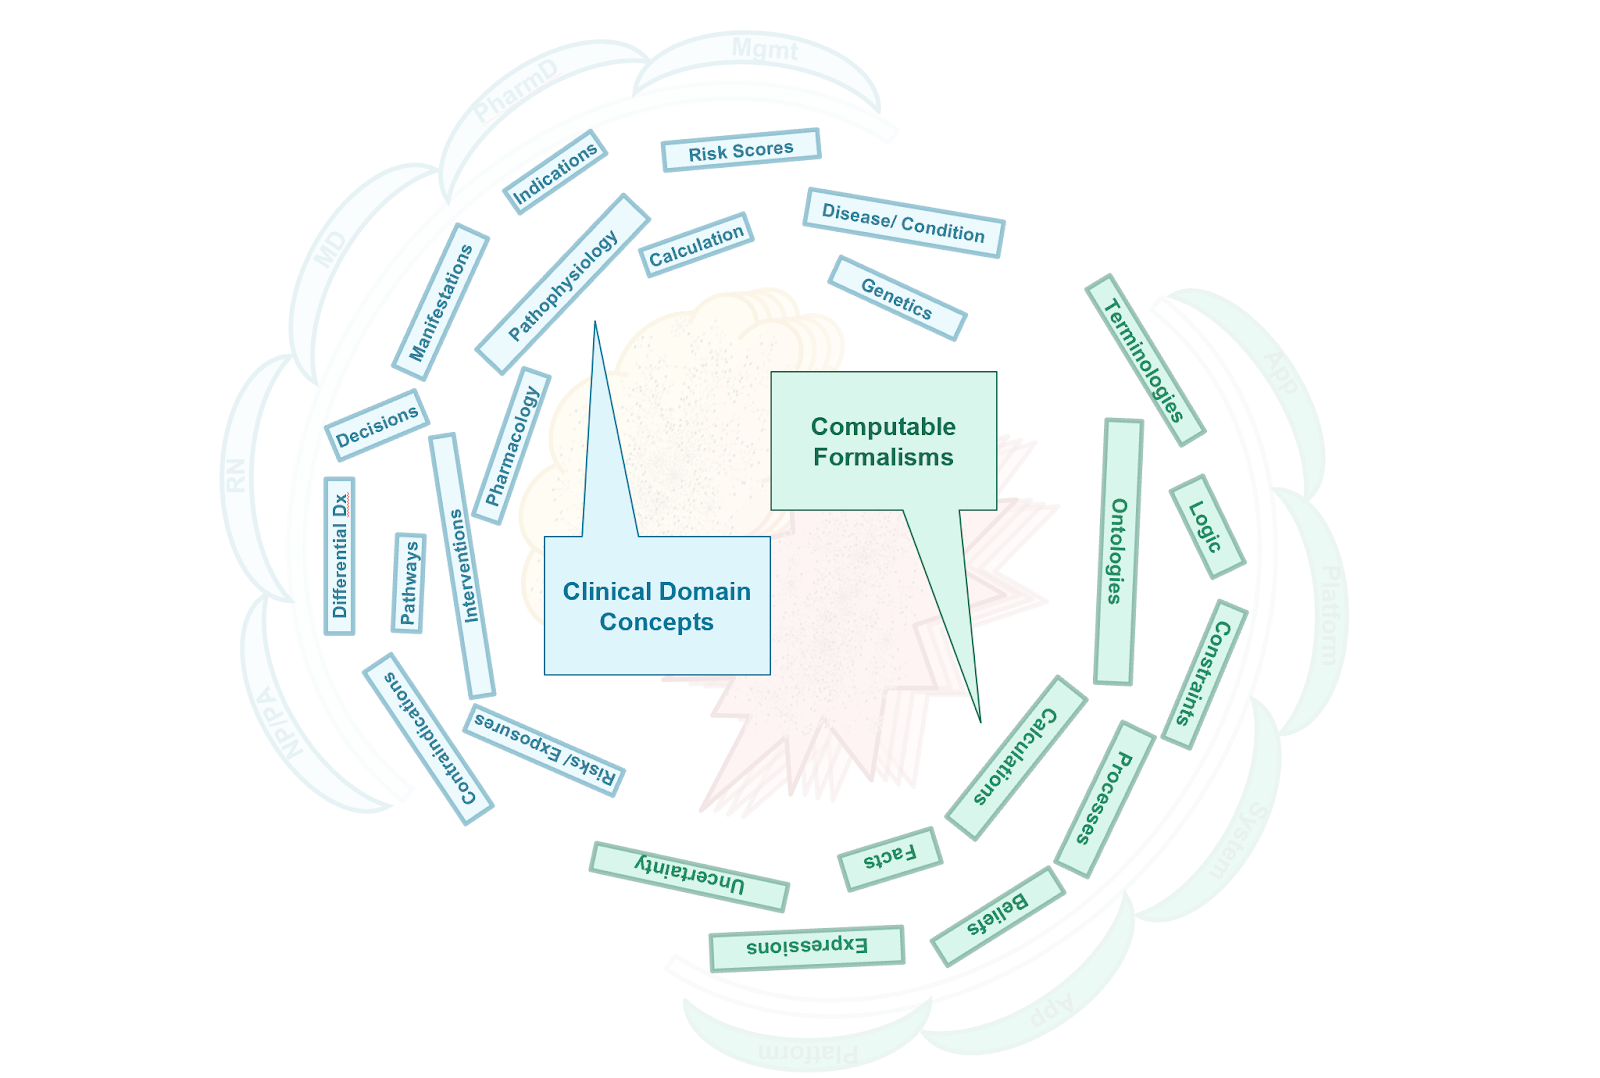 Mgmt
PharmD
MD
RN
NP/PA
Indications
Risk Scores
Disease/ Condition
Calculation
Genetics
Pathophysiology
Manifestations
Pharmacology
Decisions
Interventions
Differential Dx
Pathways
Contraindications
Risks/ Exposures
Clinical Domain
Concepts
Computable
Formalisms
Terminologies
Ontologies
Logic
Constraints
Calculations
Processes
Facts
Beliefs
Uncertainty
Expressions
App
Platform
System
App
Platform